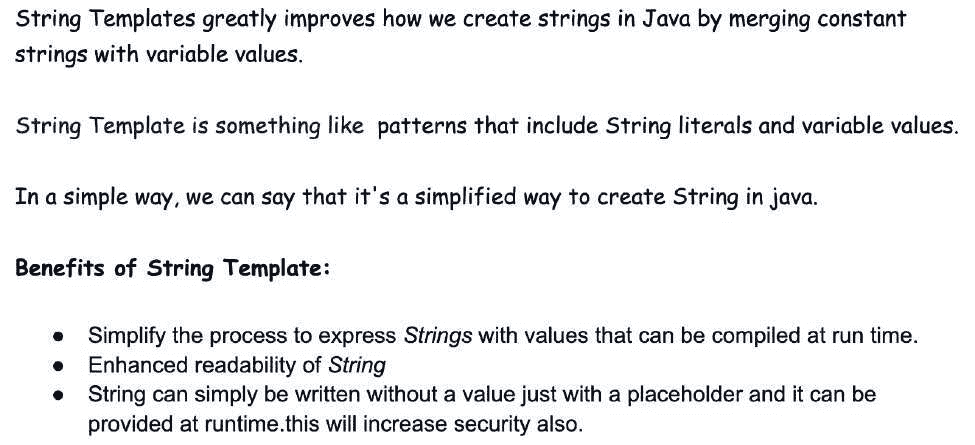 String Templates greatly improves how we create strings in Java by merging constant
strings with variable values.
String Template is something like  patterns that include String literals and variable values.
In a simple way, we can say that it's a simplified way to create String in java.
Benefits of String Template:
● Simplify the process to express Strings with values that can be compiled at run time.
● Enhanced readability of String
● String can simply be written without a value just with a placeholder and it can be
provided at runtime.this will increase security also.